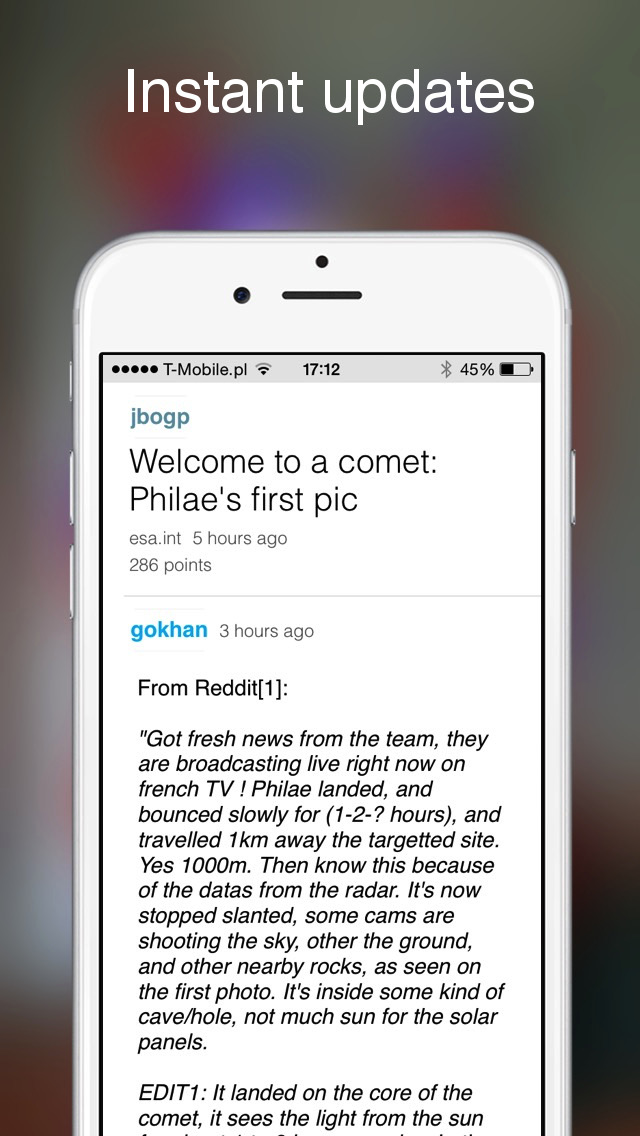 Instant updates
T-Mobile.pl 17:12 45%
jbogp
Welcome to a comet:
Philae's first pic
esa.int 5 hours ago
286 points
gokhan 3 hours ago
From Reddit[1]:
"Got fresh news from the team, they
are broadcasting live right now on
french TV ! Philae landed, and
bounced slowly for (1-2-? hours), and
travelled 1km away the targetted site.
Yes 1000m. Then know this because
of the datas from the radar. It's now
stopped slanted, some cams are
shooting the sky, other the ground,
and other nearby rocks, as seen on
the first photo. It's inside some kind of
cave/hole, not much sun for the solar
panels.
EDIT1: It landed on the core of the
comet, it sees the light from the sun